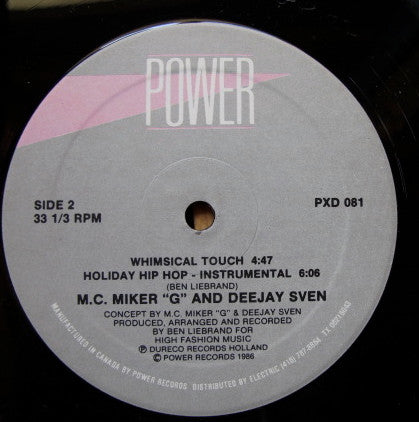 POWER
SIDE 2
33 1/3 RPM
PXD 081
WHIMSICAL TOUCH 4:47
HOLIDAY HIP HOP - INSTRUMENTAL 6:06
(BEN LIEBRAND)
M.C. MIKER "G" AND DEEJAY SVEN
CONCEPT BY M.C. MIKER "G" & DEEJAY SVEN
PRODUCED, ARRANGED AND RECORDED
BY BEN LIEBRAND FOR
HIGH FASHION MUSIC
Ⓟ DURECO RECORDS HOLLAND
© POWER RECORDS 1986
MANUFACTURED IN CANADA BY POWER RECORDS DISTRIBUTED BY ELECTRIC (416)